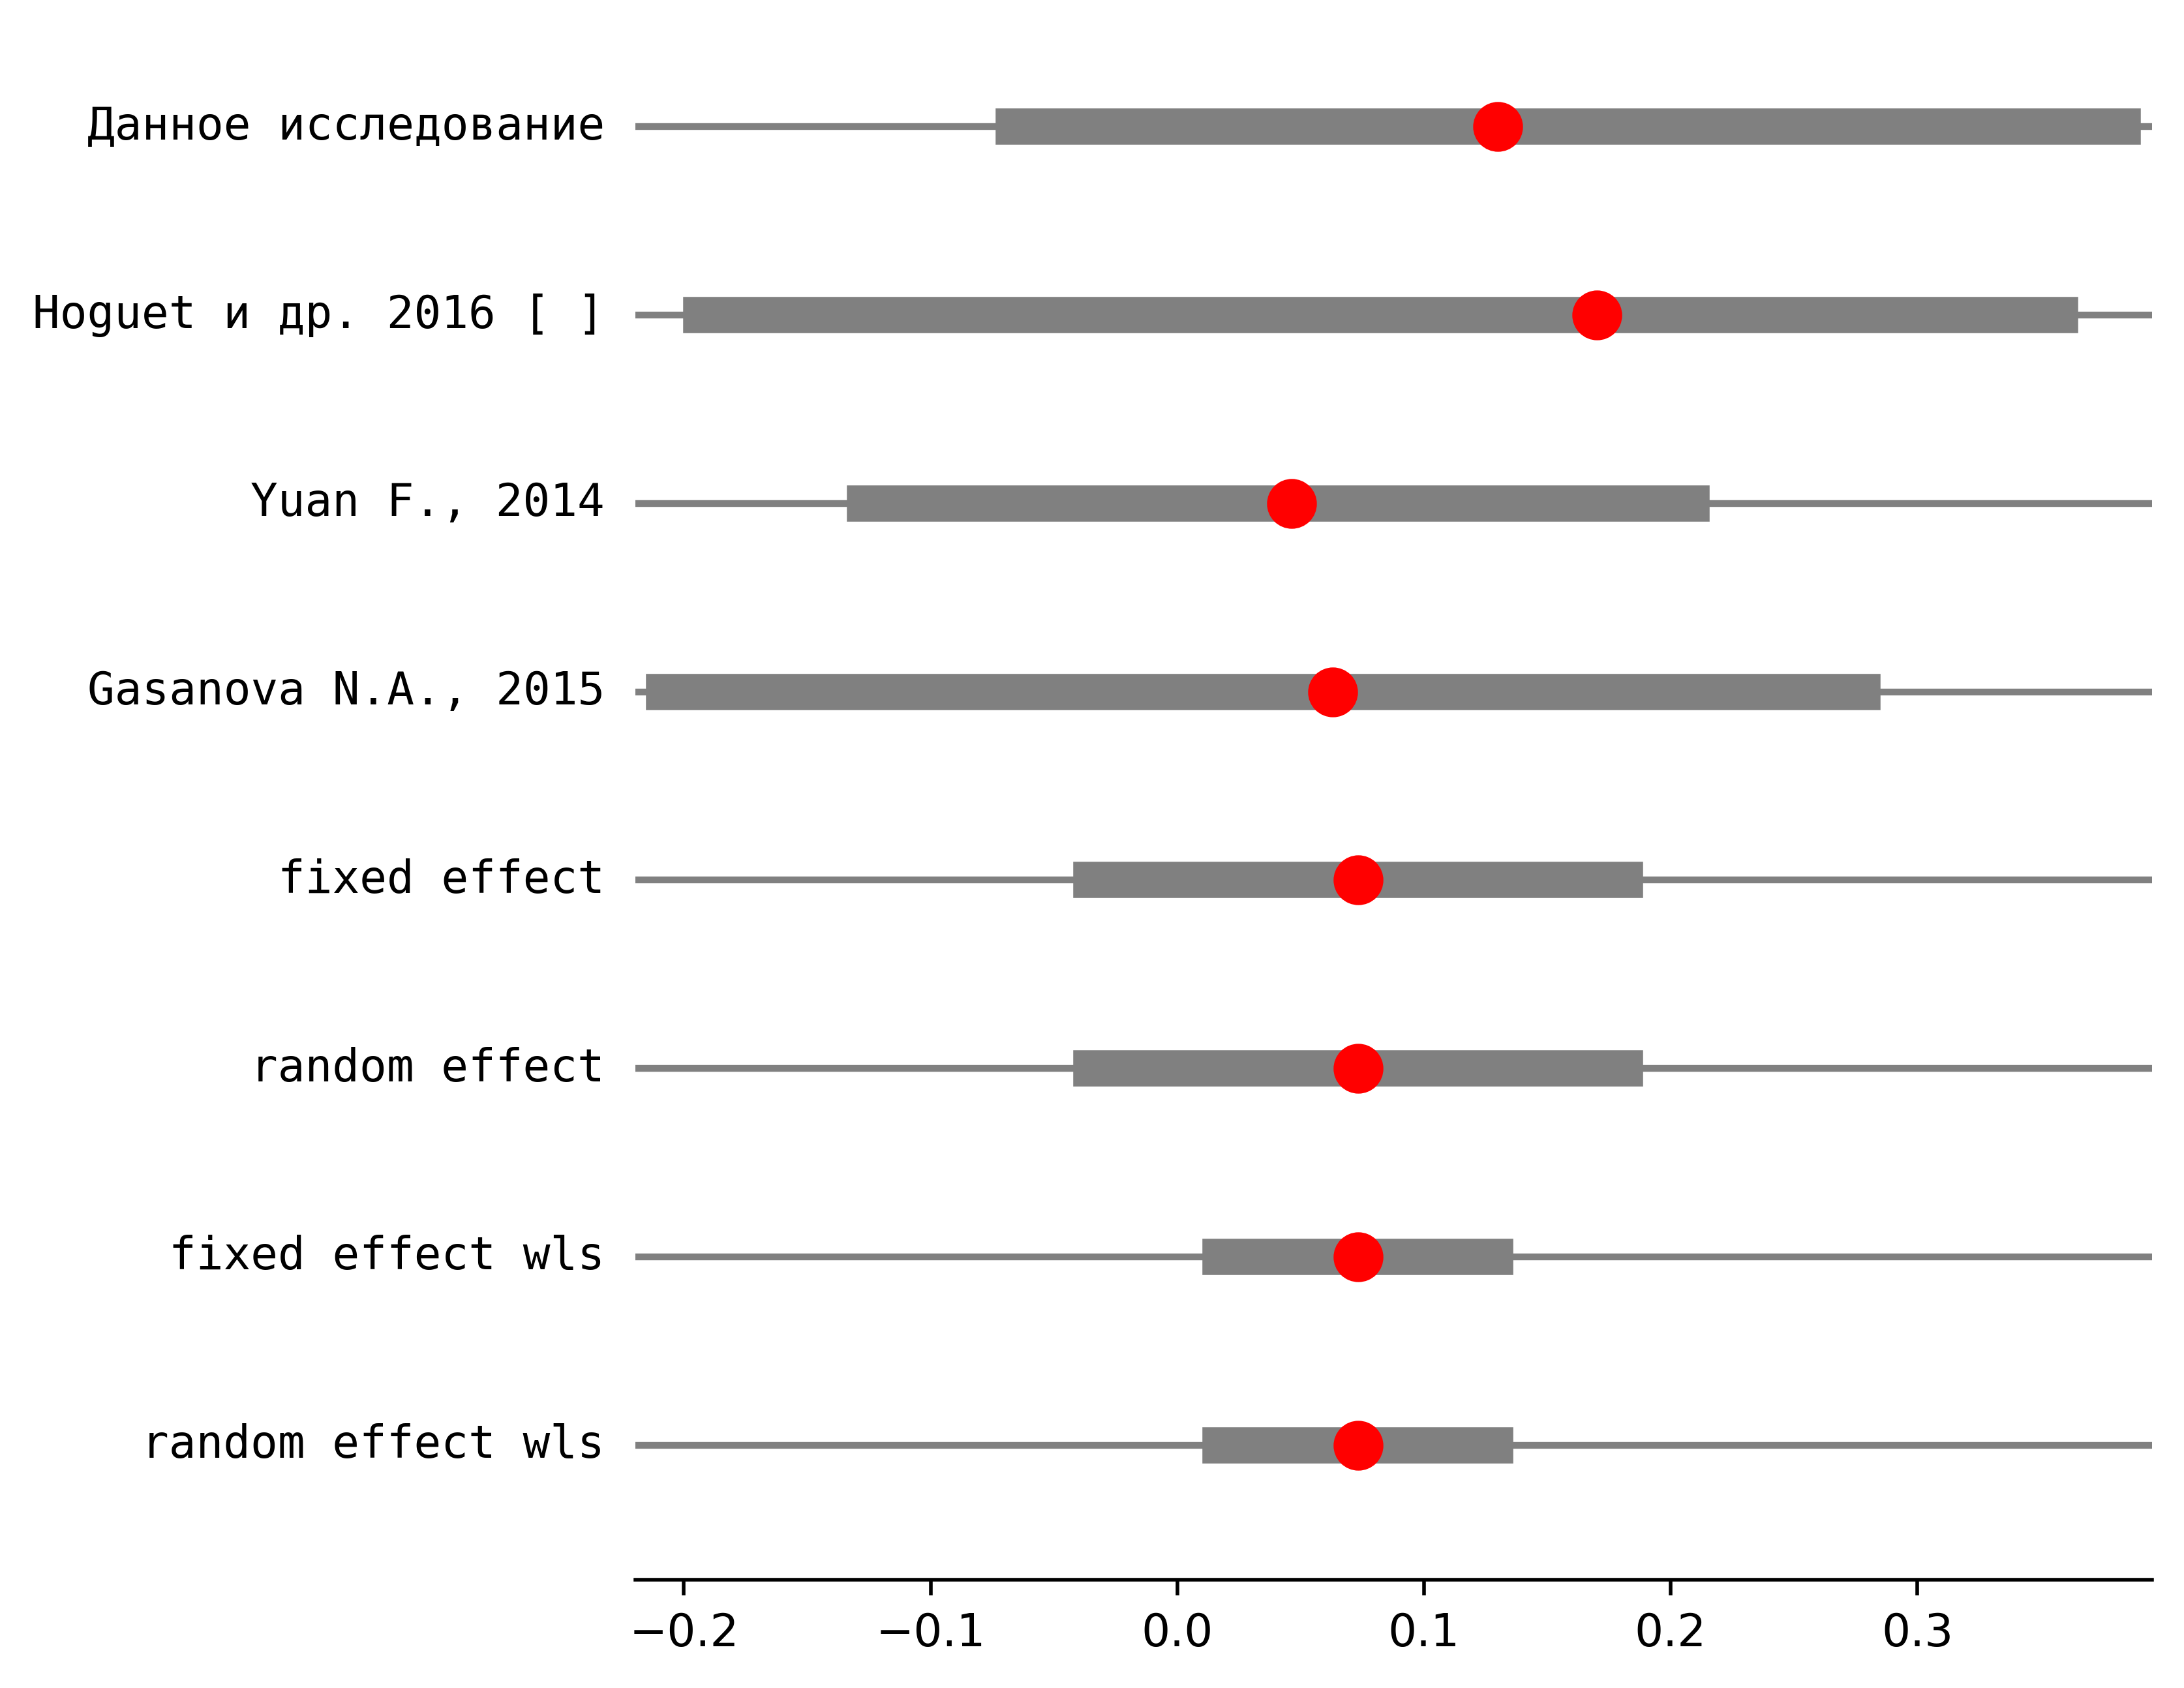 Данное исследование
Hoguet и др. 2016 [ ]
Yuan F., 2014
Gasanova N.A., 2015
fixed effect
random effect
fixed effect wls
random effect wls
−0.2 −0.1 0.0 0.1 0.2 0.3